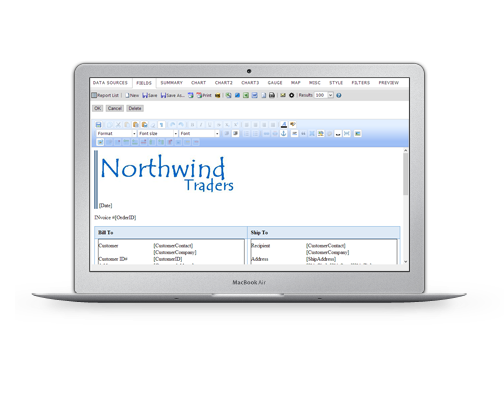 DATA SOURCES FIELDS SUMMARY CHART CHART2 CHART3 GAUGE MAP MISC STYLE FILTERS PREVIEW
Report List New Save Save As... Print Results 100
OK Cancel Delete
Format Font size Font
Northwind
Traders
[Date]
INvoice #[OrderID]
Bill To Ship To
Customer [CustomerContact] Recipient [CustomerContact]
[CustomerCompany] [CustomerCompany]
Customer ID# [CustomerID] Address [ShipAddress]
MacBook Air